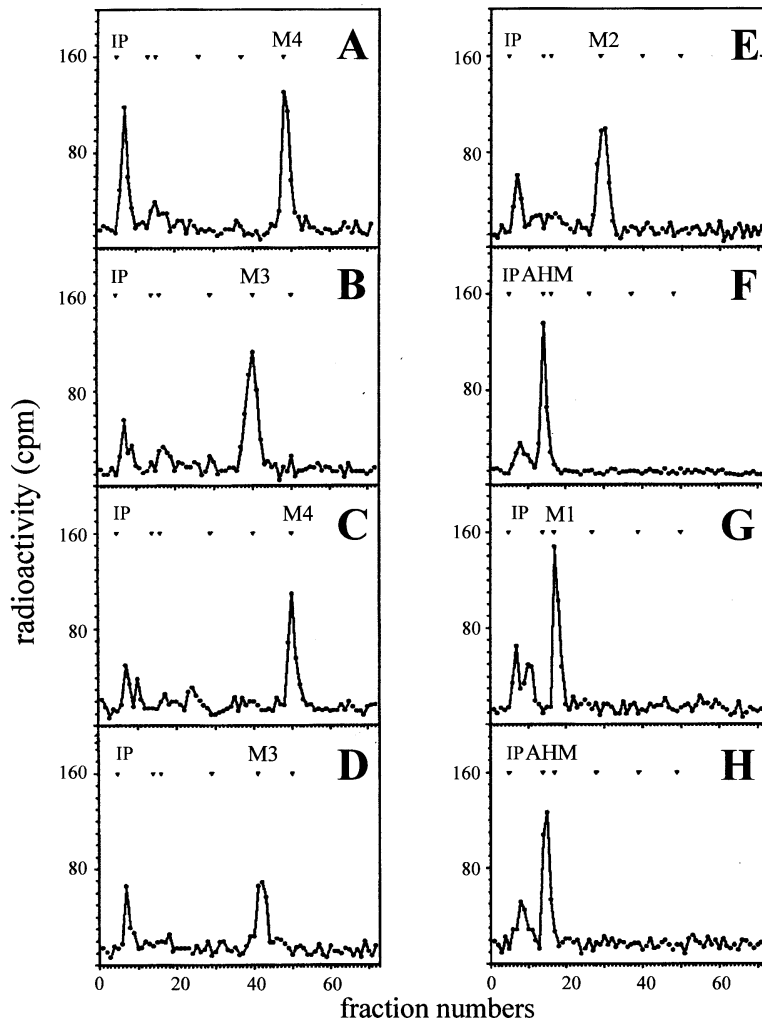 IP M4 A
160
80
IP M3 B
160
80
IP M4 C
160
80
IP M3 D
160
80
0 20 40 60
IP M2 E
160
80
IP AHM F
160
80
IP M1 G
160
80
IP AHM H
160
80
0 20 40 60
radioactivity (cpm)
fraction numbers